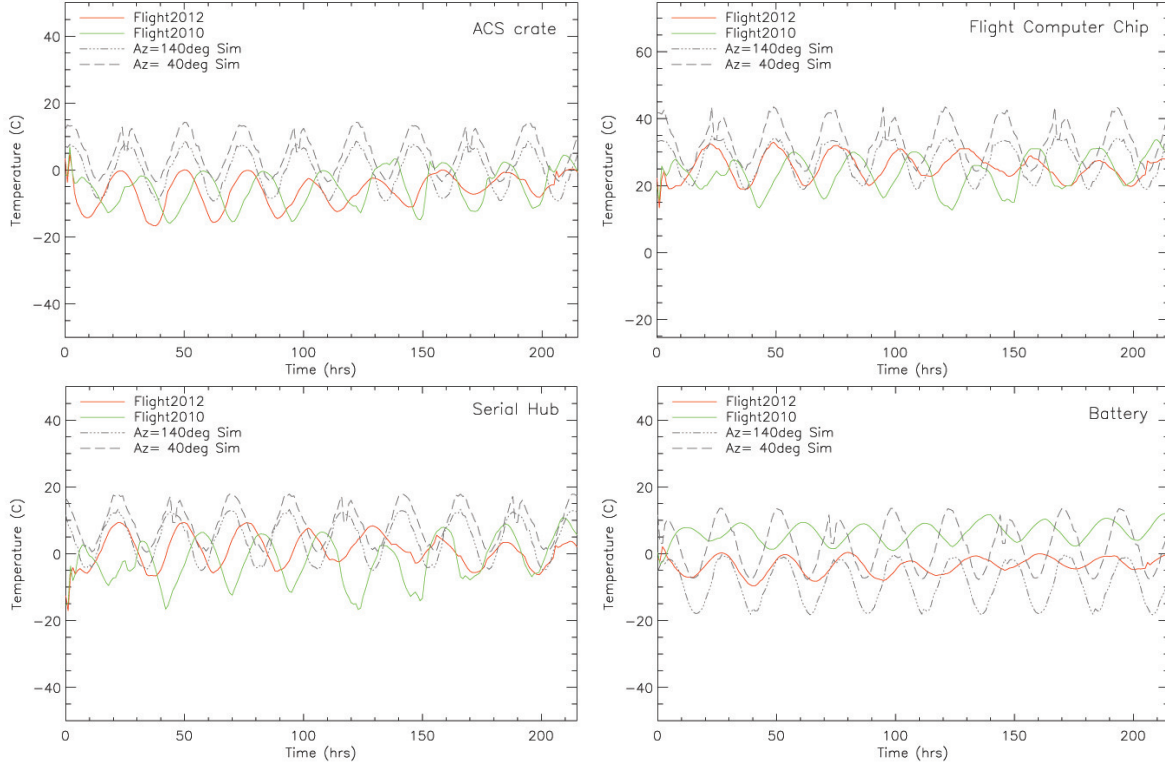 ACS crate
Flight2012
Flight2010
Az=140deg Sim
Az= 40deg Sim
Temperature (C)
40
20
0
−20
−40
0 50 100 150 200
Time (hrs)
Flight Computer Chip
Flight2012
Flight2010
Az=140deg Sim
Az= 40deg Sim
Temperature (C)
60
40
20
0
−20
0 50 100 150 200
Time (hrs)
Serial Hub
Flight2012
Flight2010
Az=140deg Sim
Az= 40deg Sim
Temperature (C)
40
20
0
−20
−40
0 50 100 150 200
Time (hrs)
Battery
Flight2012
Flight2010
Az=140deg Sim
Az= 40deg Sim
Temperature (C)
40
20
0
−20
−40
0 50 100 150 200
Time (hrs)